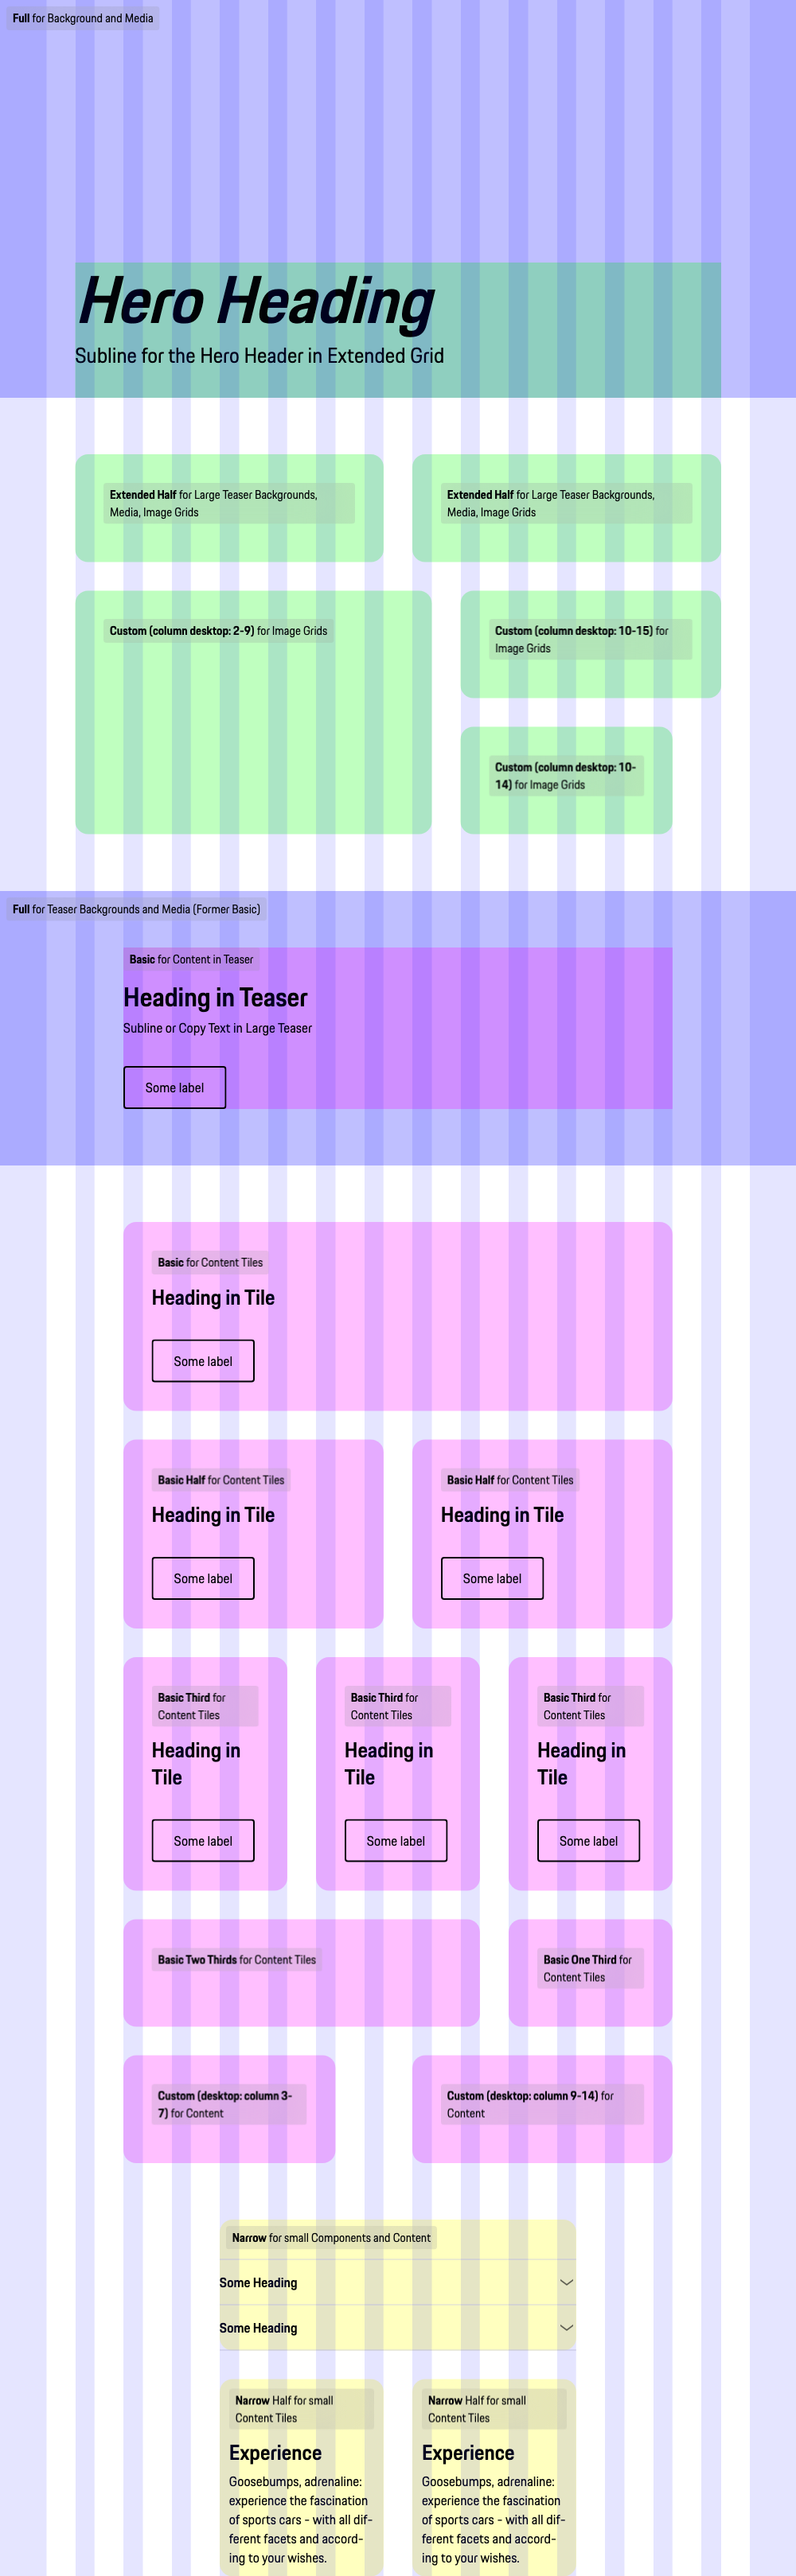 Full for Background and Media
Hero Heading
Subline for the Hero Header in Extended Grid
Extended Half for Large Teaser Backgrounds,
Media, Image Grids
Extended Half for Large Teaser Backgrounds,
Media, Image Grids
Custom (column desktop: 2-9) for Image Grids
Custom (column desktop: 10-15) for
Image Grids
Custom (column desktop: 10-
14) for Image Grids
Full for Teaser Backgrounds and Media (Former Basic)
Basic for Content in Teaser
Heading in Teaser
Subline or Copy Text in Large Teaser
Some label
Basic for Content Tiles
Heading in Tile
Some label
Basic Half for Content Tiles
Heading in Tile
Some label
Basic Half for Content Tiles
Heading in Tile
Some label
Basic Third for
Content Tiles
Heading in
Tile
Some label
Basic Third for
Content Tiles
Heading in
Tile
Some label
Basic Third for
Content Tiles
Heading in
Tile
Some label
Basic Two Thirds for Content Tiles
Basic One Third for
Content Tiles
Custom (desktop: column 3-
7) for Content
Custom (desktop: column 9-14) for
Content
Narrow for small Components and Content
Some Heading
Some Heading
Narrow Half for small
Content Tiles
Experience
Goosebumps, adrenaline:
experience the fascination
of sports cars - with all dif-
ferent facets and accord-
ing to your wishes.
Narrow Half for small
Content Tiles
Experience
Goosebumps, adrenaline:
experience the fascination
of sports cars - with all dif-
ferent facets and accord-
ing to your wishes.